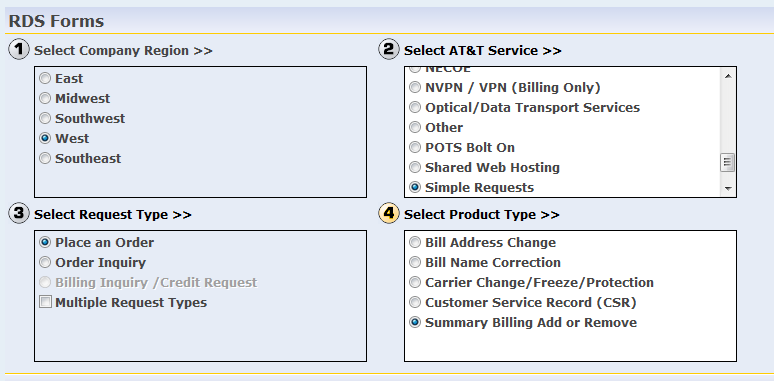 RDS Forms
1 Select Company Region >>
East
Midwest
Southwest
West
Southeast
2 Select AT&T Service >>
NECOE
NVPN / VPN (Billing Only)
Optical/Data Transport Services
Other
POTS Bolt On
Shared Web Hosting
Simple Requests
3 Select Request Type >>
Place an Order
Order Inquiry
Billing Inquiry /Credit Request
Multiple Request Types
4 Select Product Type >>
Bill Address Change
Bill Name Correction
Carrier Change/Freeze/Protection
Customer Service Record (CSR)
Summary Billing Add or Remove